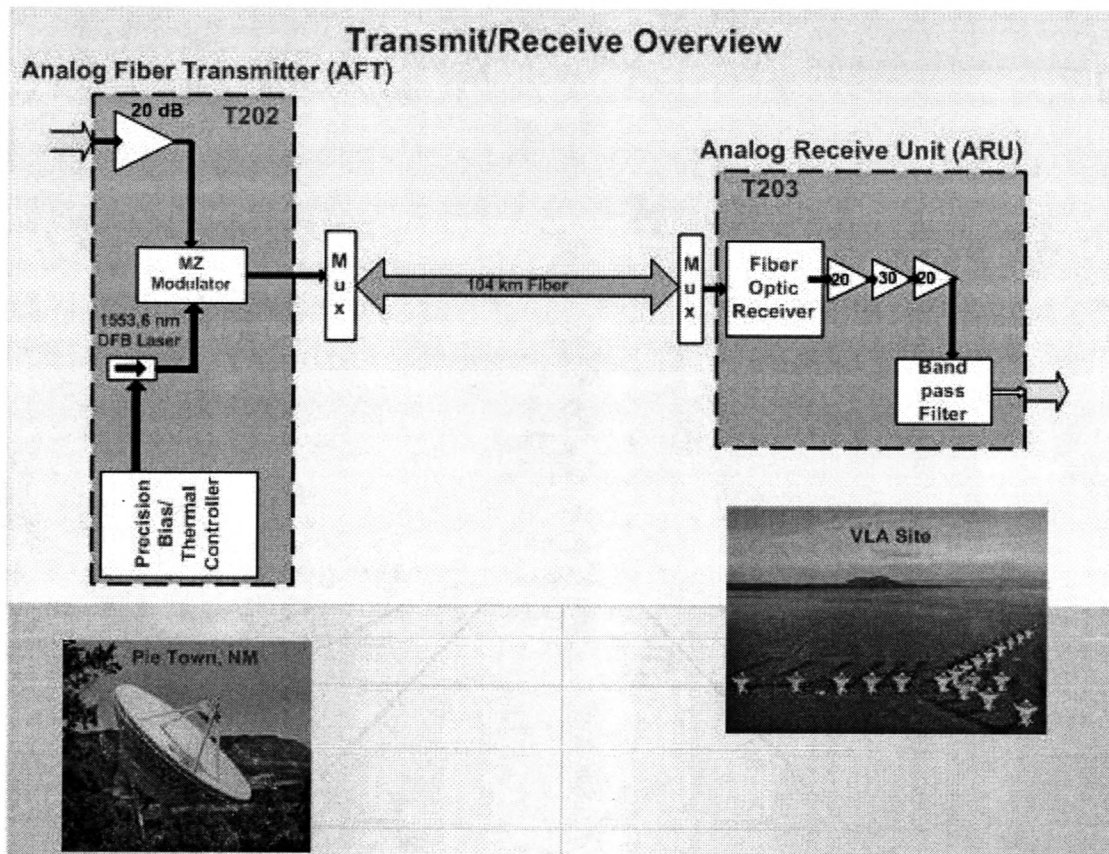 Transmit/Receive Overview
Analog Fiber Transmitter (AFT)
20 dB
T202
MZ
Modulator
1553,6 nm
DFB Laser
Precision
Bias/
Thermal
Controller
M
u
x
104 km Fiber
M
u
x
Analog Receive Unit (ARU)
T203
Fiber
Optic
Receiver
20
30
20
Band
pass
Filter
Pie Town, NM
VLA Site